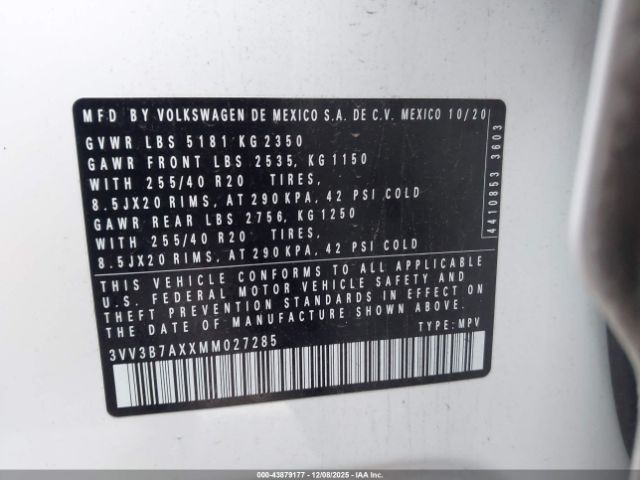 MFD BY VOLKSWAGEN DE MEXICO S.A. DE C.V. MEXICO 10/20
GVWR LBS 5181 KG 2350
GAWR FRONT LBS 2535, KG 1150
WITH 255/40 R20 TIRES,
8.5JX20 RIMS, AT 290 KPA, 42 PSI COLD
GAWR REAR LBS 2756, KG 1250
WITH 255/40 R20 TIRES,
8.5JX20 RIMS, AT 290 KPA, 42 PSI COLD
THIS VEHICLE CONFORMS TO ALL APPLICABLE
U.S. FEDERAL MOTOR VEHICLE SAFETY AND
THEFT PREVENTION STANDARDS IN EFFECT ON
THE DATE OF MANUFACTURE SHOWN ABOVE.
3VV3B7AXXMM027285
TYPE: MPV
4410853 3603
000-43879177 - 12/08/2025 - IAA Inc.